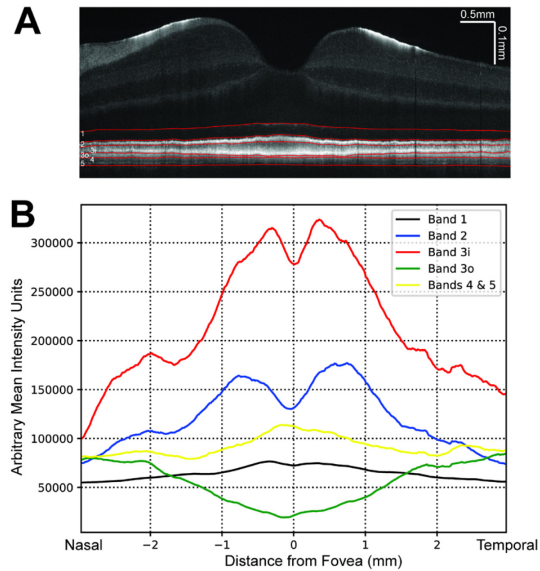 A
0.5mm
0.1mm
1
2
3i
3o
4
5
B
Band 1
Band 2
Band 3i
Band 3o
Bands 4 & 5
300000
250000
200000
150000
100000
50000
Arbitrary Mean Intensity Units
Nasal −2 −1 0 1 2 Temporal
Distance from Fovea (mm)